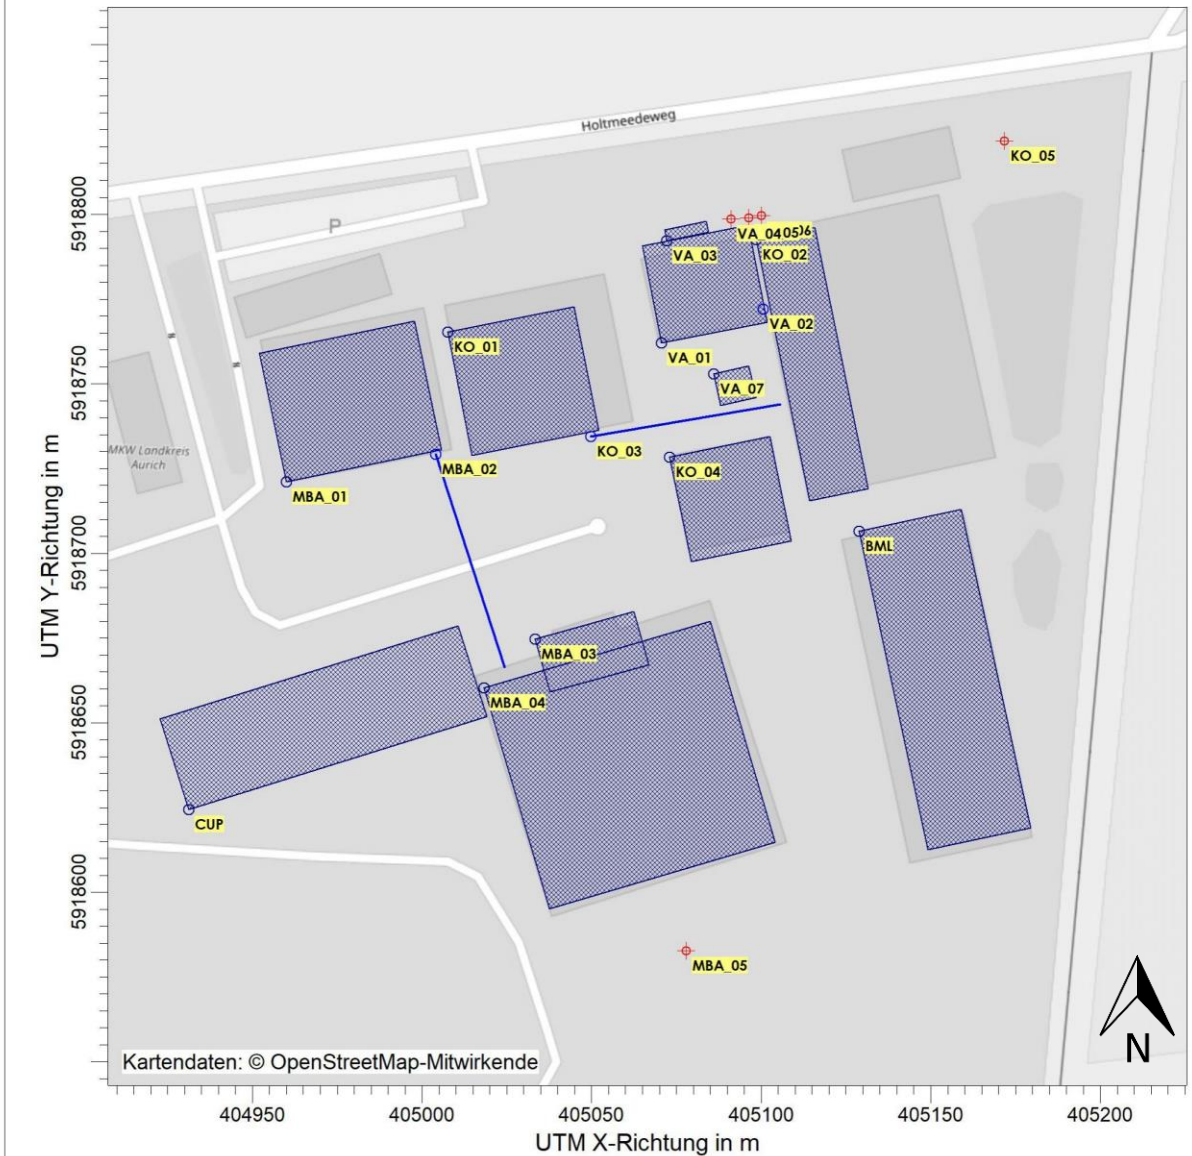 Holtmeedeweg
KO_05
P
VA_04
05
06
VA_03
KO_02
VA_02
KO_01
VA_01
VA_07
MKW Landkreis
Aurich
KO_03
MBA_02
KO_04
MBA_01
BML
MBA_03
MBA_04
CUP
MBA_05
N
Kartendaten: © OpenStreetMap-Mitwirkende
5918800
5918750
5918700
5918650
5918600
UTM Y-Richtung in m
404950
405000
405050
405100
405150
405200
UTM X-Richtung in m